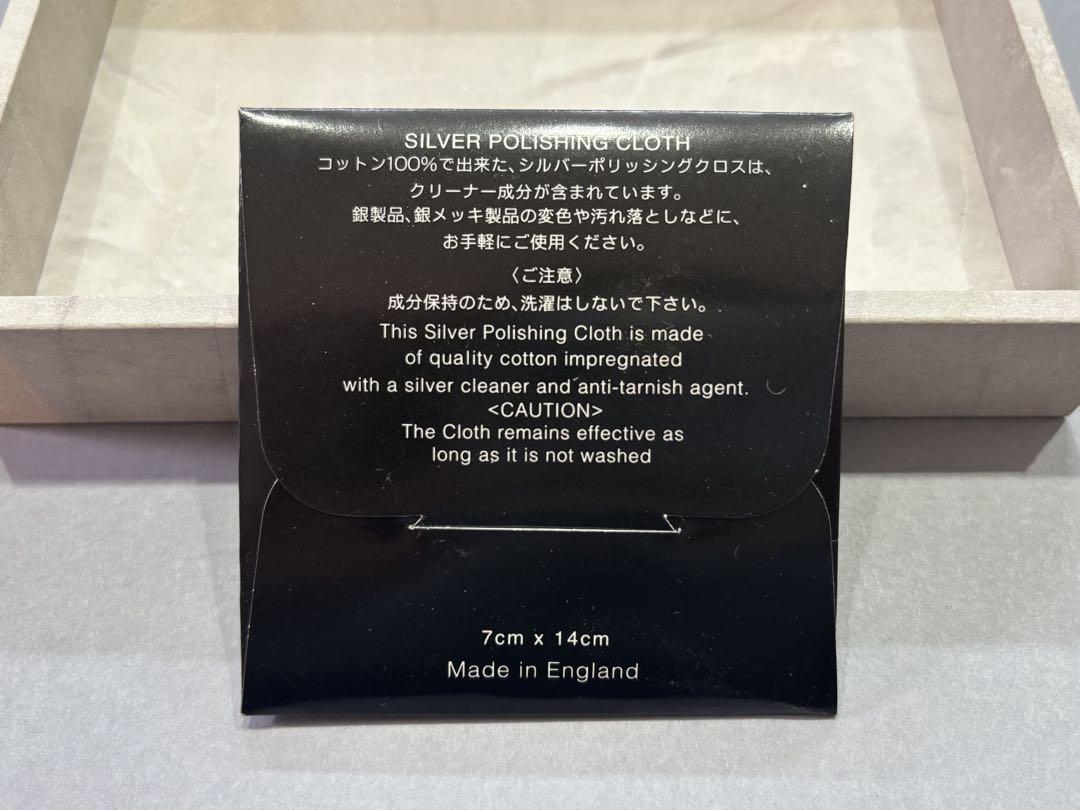 SILVER POLISHING CLOTH
コットン100%で出来た、シルバーポリッシングクロスは、
クリーナー成分が含まれています。
銀製品、銀メッキ製品の変色や汚れ落としなどに、
お手軽にご使用ください。
〈ご注意〉
成分保持のため、洗濯はしないで下さい。
This Silver Polishing Cloth is made
of quality cotton impregnated
with a silver cleaner and anti-tarnish agent.
<CAUTION>
The Cloth remains effective as
long as it is not washed
7cm x 14cm
Made in England